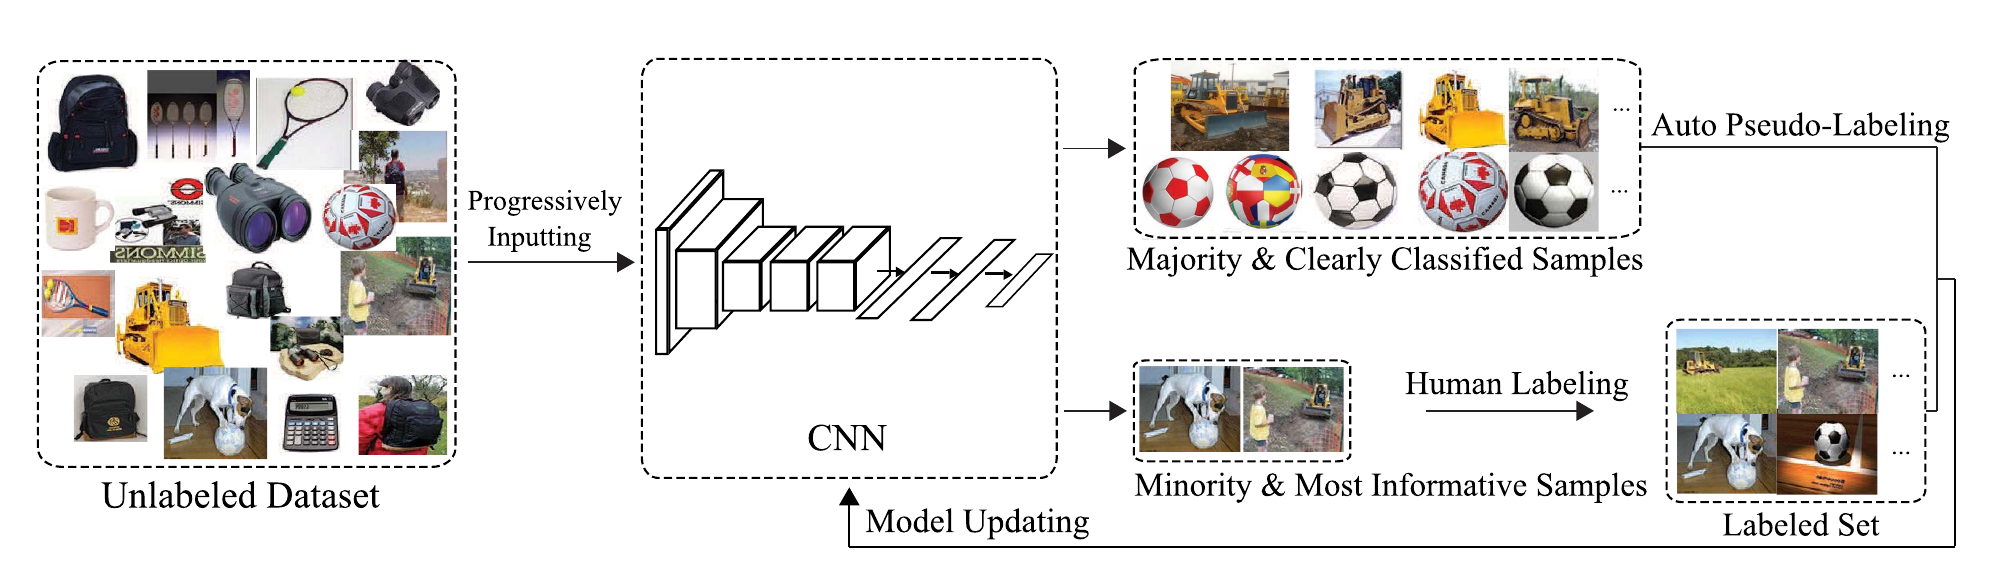 Unlabeled Dataset
Progressively
Inputting
CNN
Majority & Clearly Classified Samples
Auto Pseudo-Labeling
Minority & Most Informative Samples
Human Labeling
Labeled Set
Model Updating
SIMMONS
CANADA
...
...
...
...